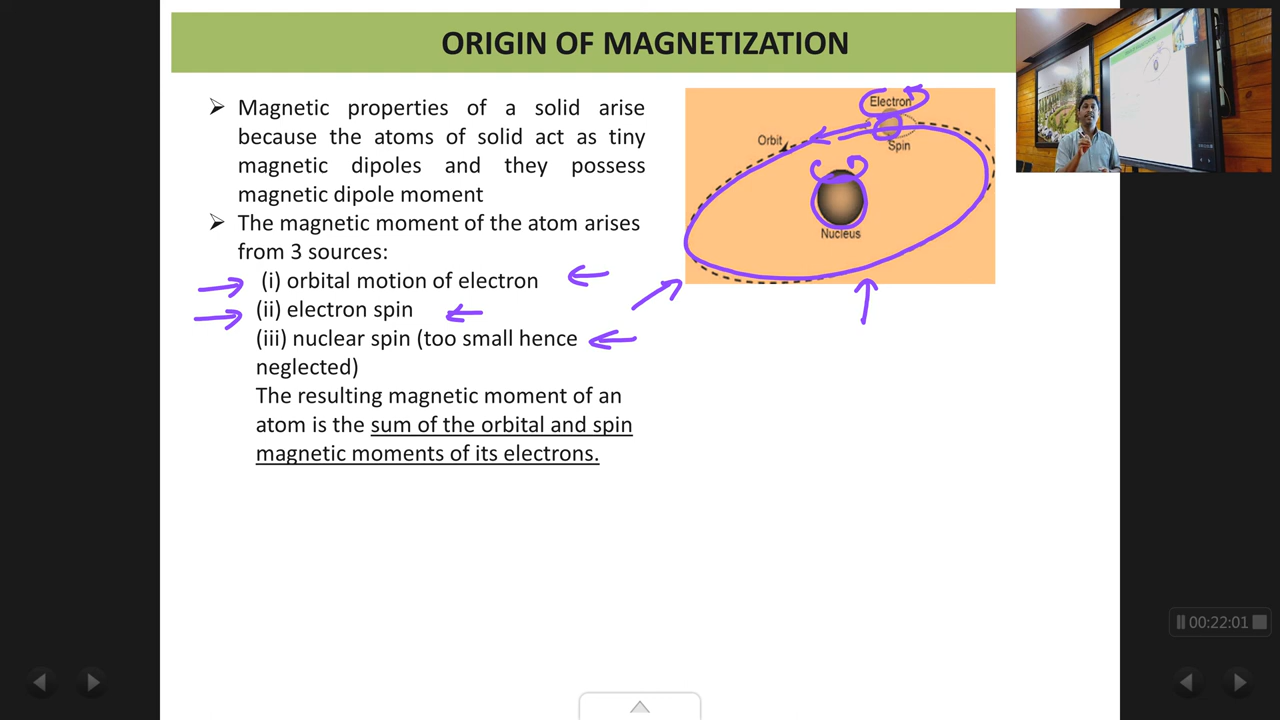 ORIGIN OF MAGNETIZATION
➢ Magnetic properties of a solid arise
because the atoms of solid act as tiny
magnetic dipoles and they possess
magnetic dipole moment
➢ The magnetic moment of the atom arises
from 3 sources:
(i) orbital motion of electron
(ii) electron spin
(iii) nuclear spin (too small hence
neglected)
The resulting magnetic moment of an
atom is the sum of the orbital and spin
magnetic moments of its electrons.
Electron
Orbit
Spin
Nucleus
00:22:01